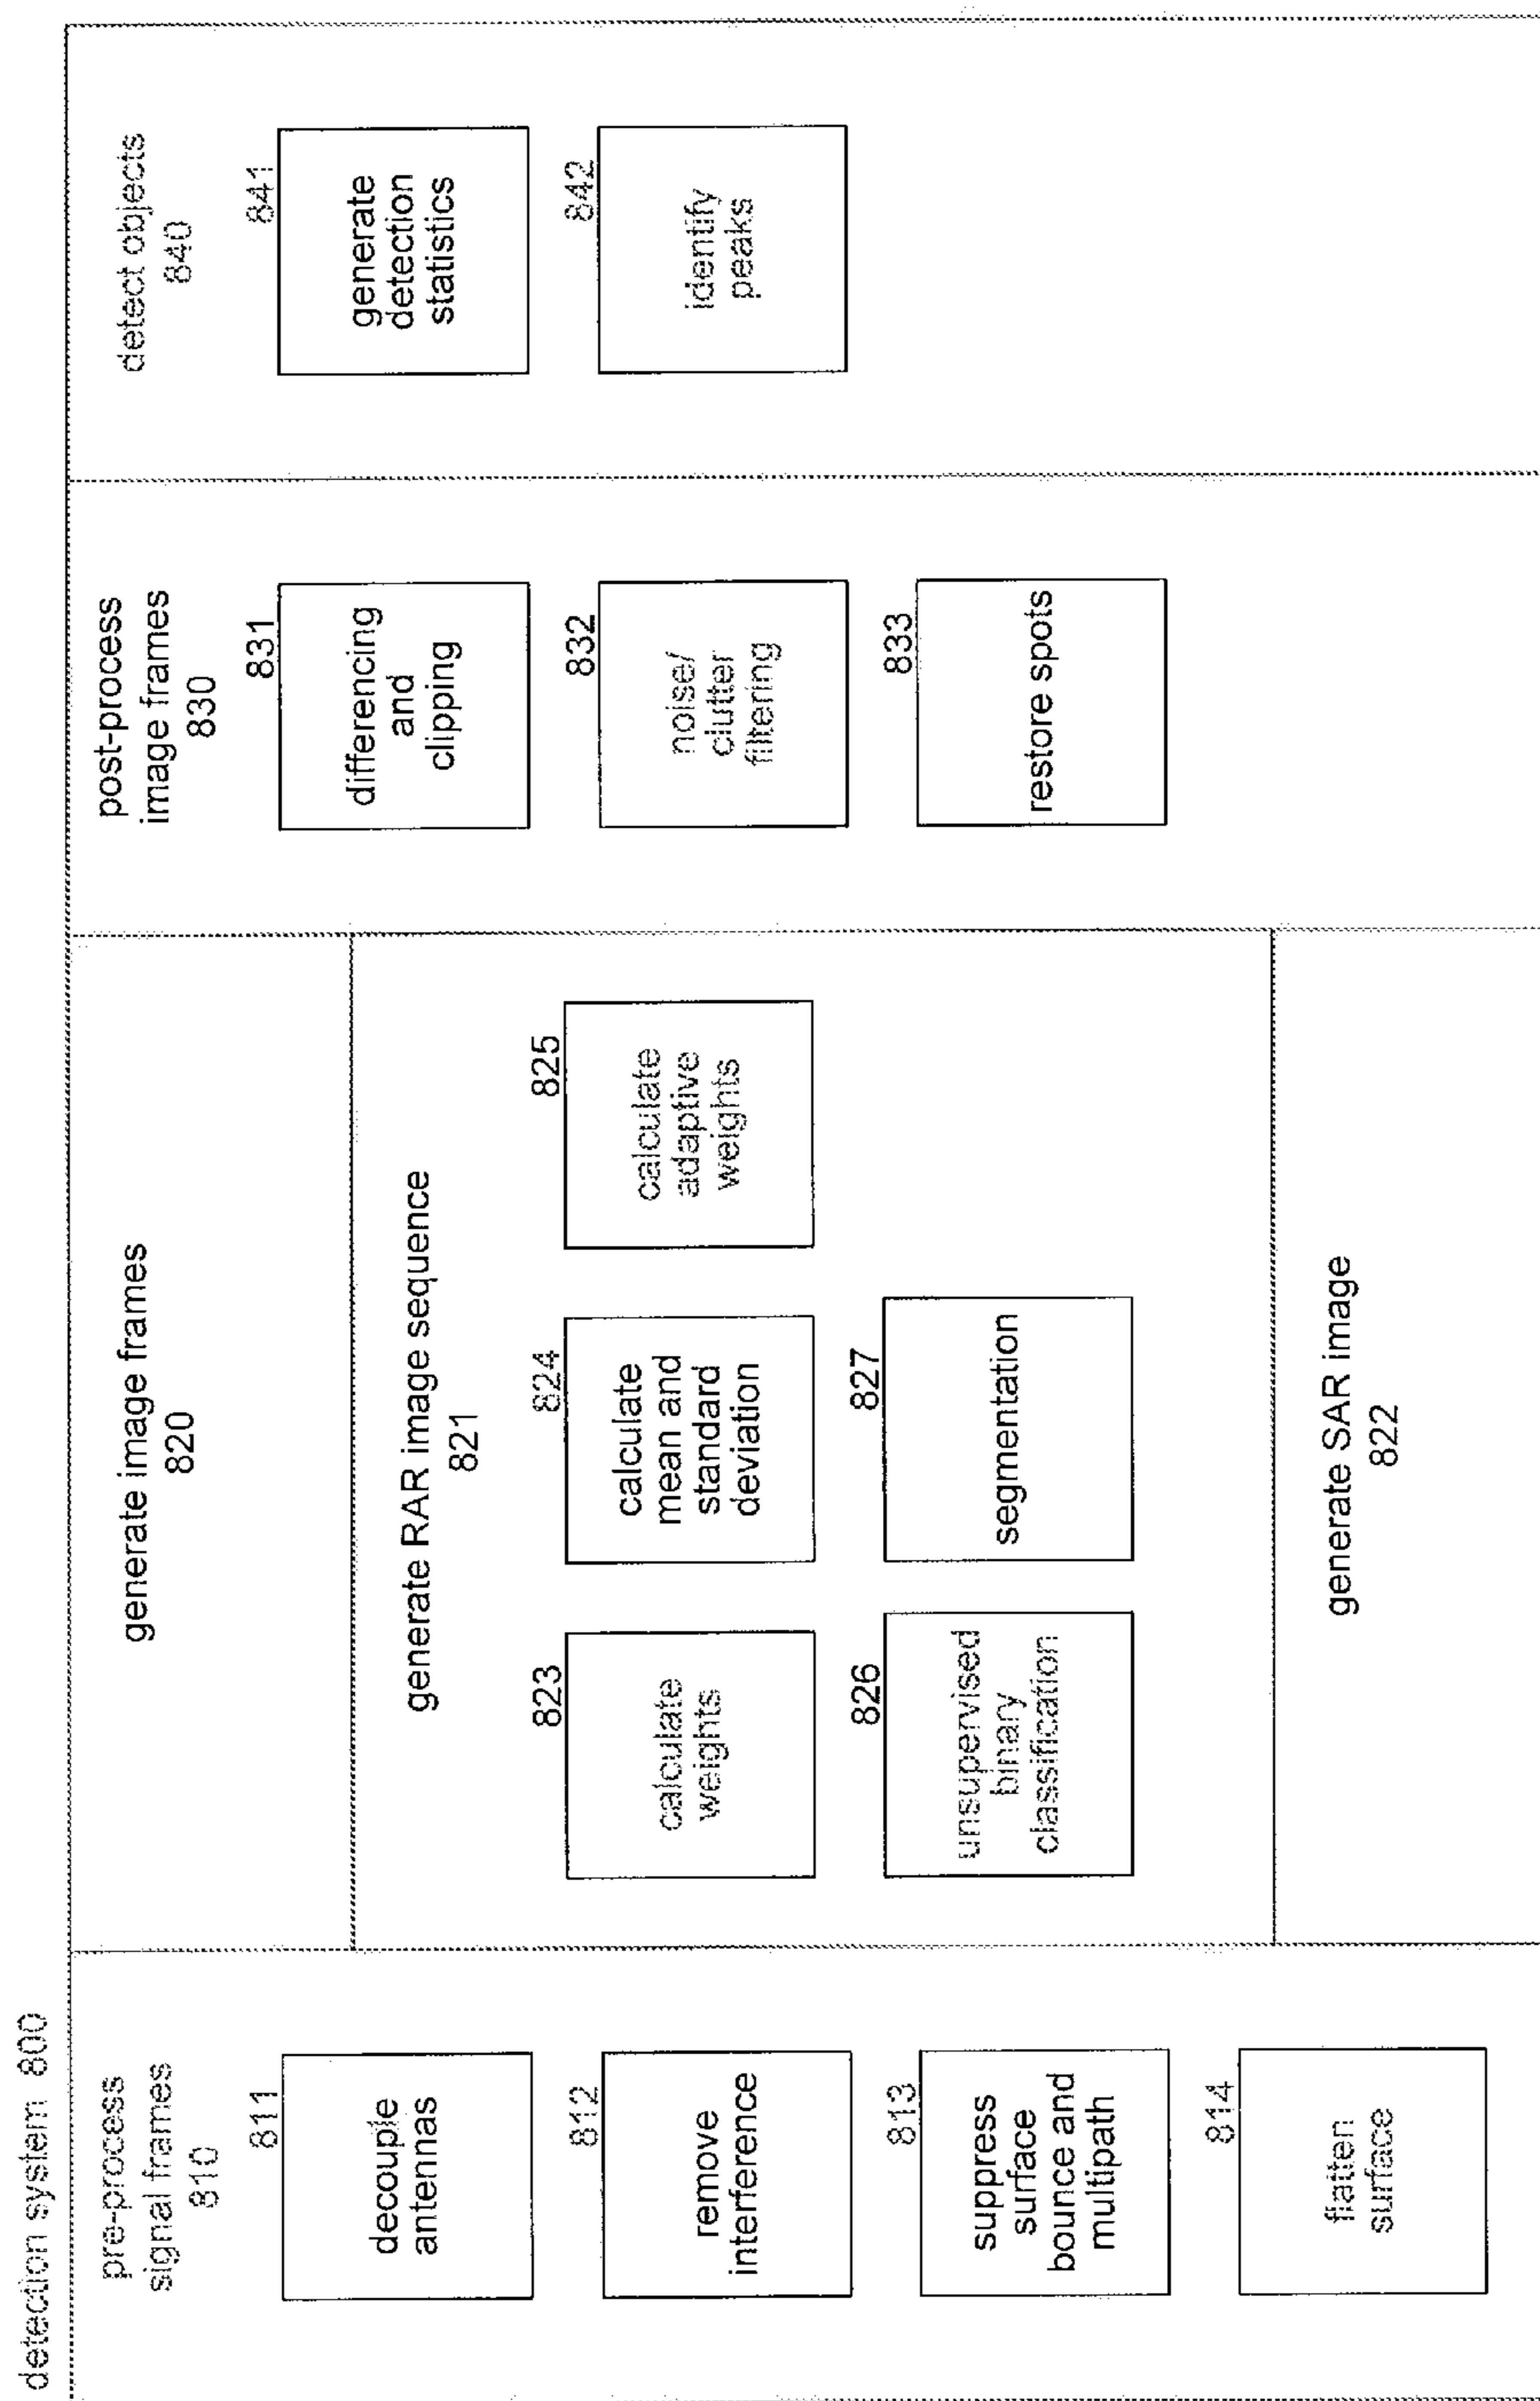 detection system 800
pre-process
signal frames
810
811
decouple
antennas
812
remove
interference
813
suppress
surface
bounce and
multipath
814
flatten
surface
generate image frames
820
generate RAR image sequence
821
823
calculate
weights
824
calculate
mean and
standard
deviation
825
calculate
adaptive
weights
826
unsupervised
binary
classification
827
segmentation
generate SAR image
822
post-process
image frames
830
831
differencing
and
clipping
832
noise/
clutter
filtering
833
restore spots
detect objects
840
841
generate
detection
statistics
842
identify
peaks